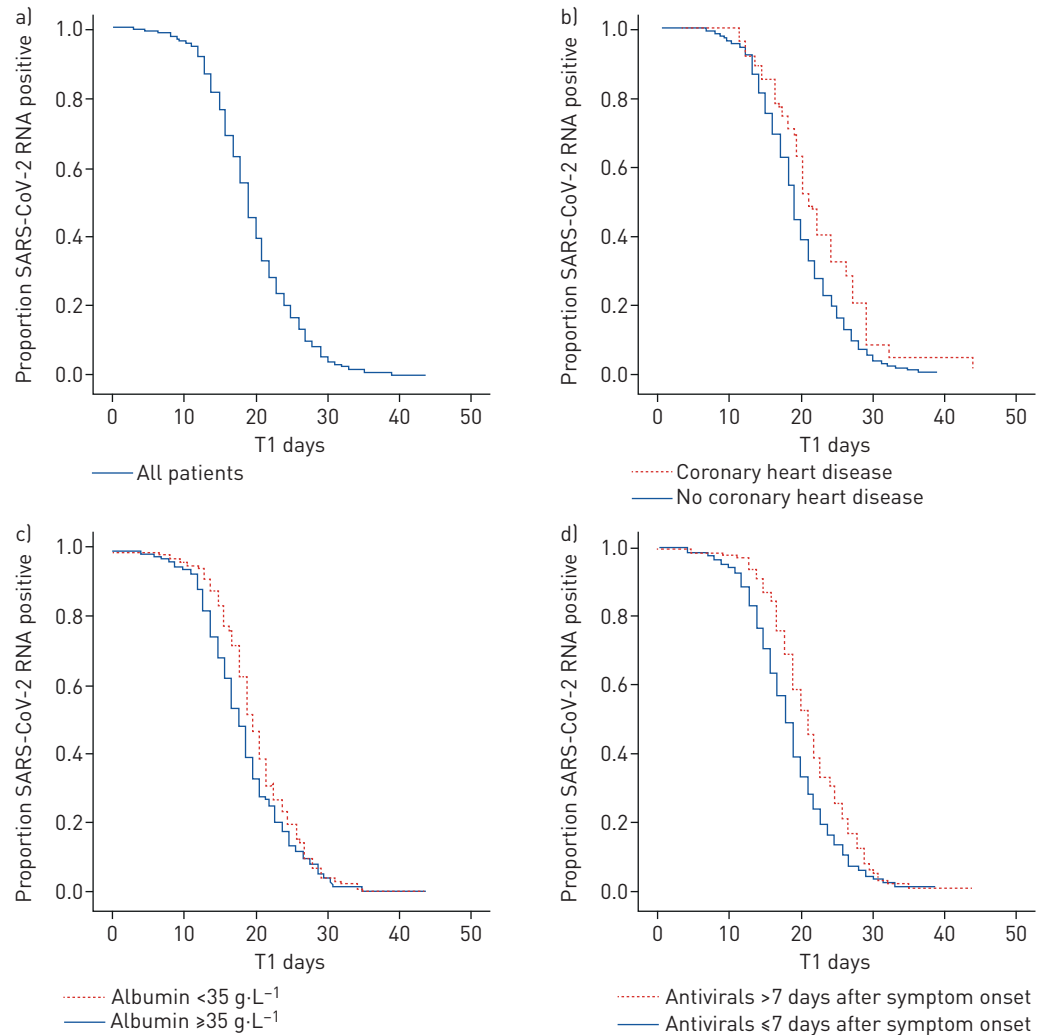 a)
Proportion SARS-CoV-2 RNA positive
1.0
0.8
0.6
0.4
0.2
0.0
0 10 20 30 40 50
T1 days
All patients
b)
Proportion SARS-CoV-2 RNA positive
1.0
0.8
0.6
0.4
0.2
0.0
0 10 20 30 40 50
T1 days
Coronary heart disease
No coronary heart disease
c)
Proportion SARS-CoV-2 RNA positive
1.0
0.8
0.6
0.4
0.2
0.0
0 10 20 30 40 50
T1 days
Albumin <35 g·L⁻¹
Albumin ≥35 g·L⁻¹
d)
Proportion SARS-CoV-2 RNA positive
1.0
0.8
0.6
0.4
0.2
0.0
0 10 20 30 40 50
T1 days
Antivirals >7 days after symptom onset
Antivirals ≤7 days after symptom onset